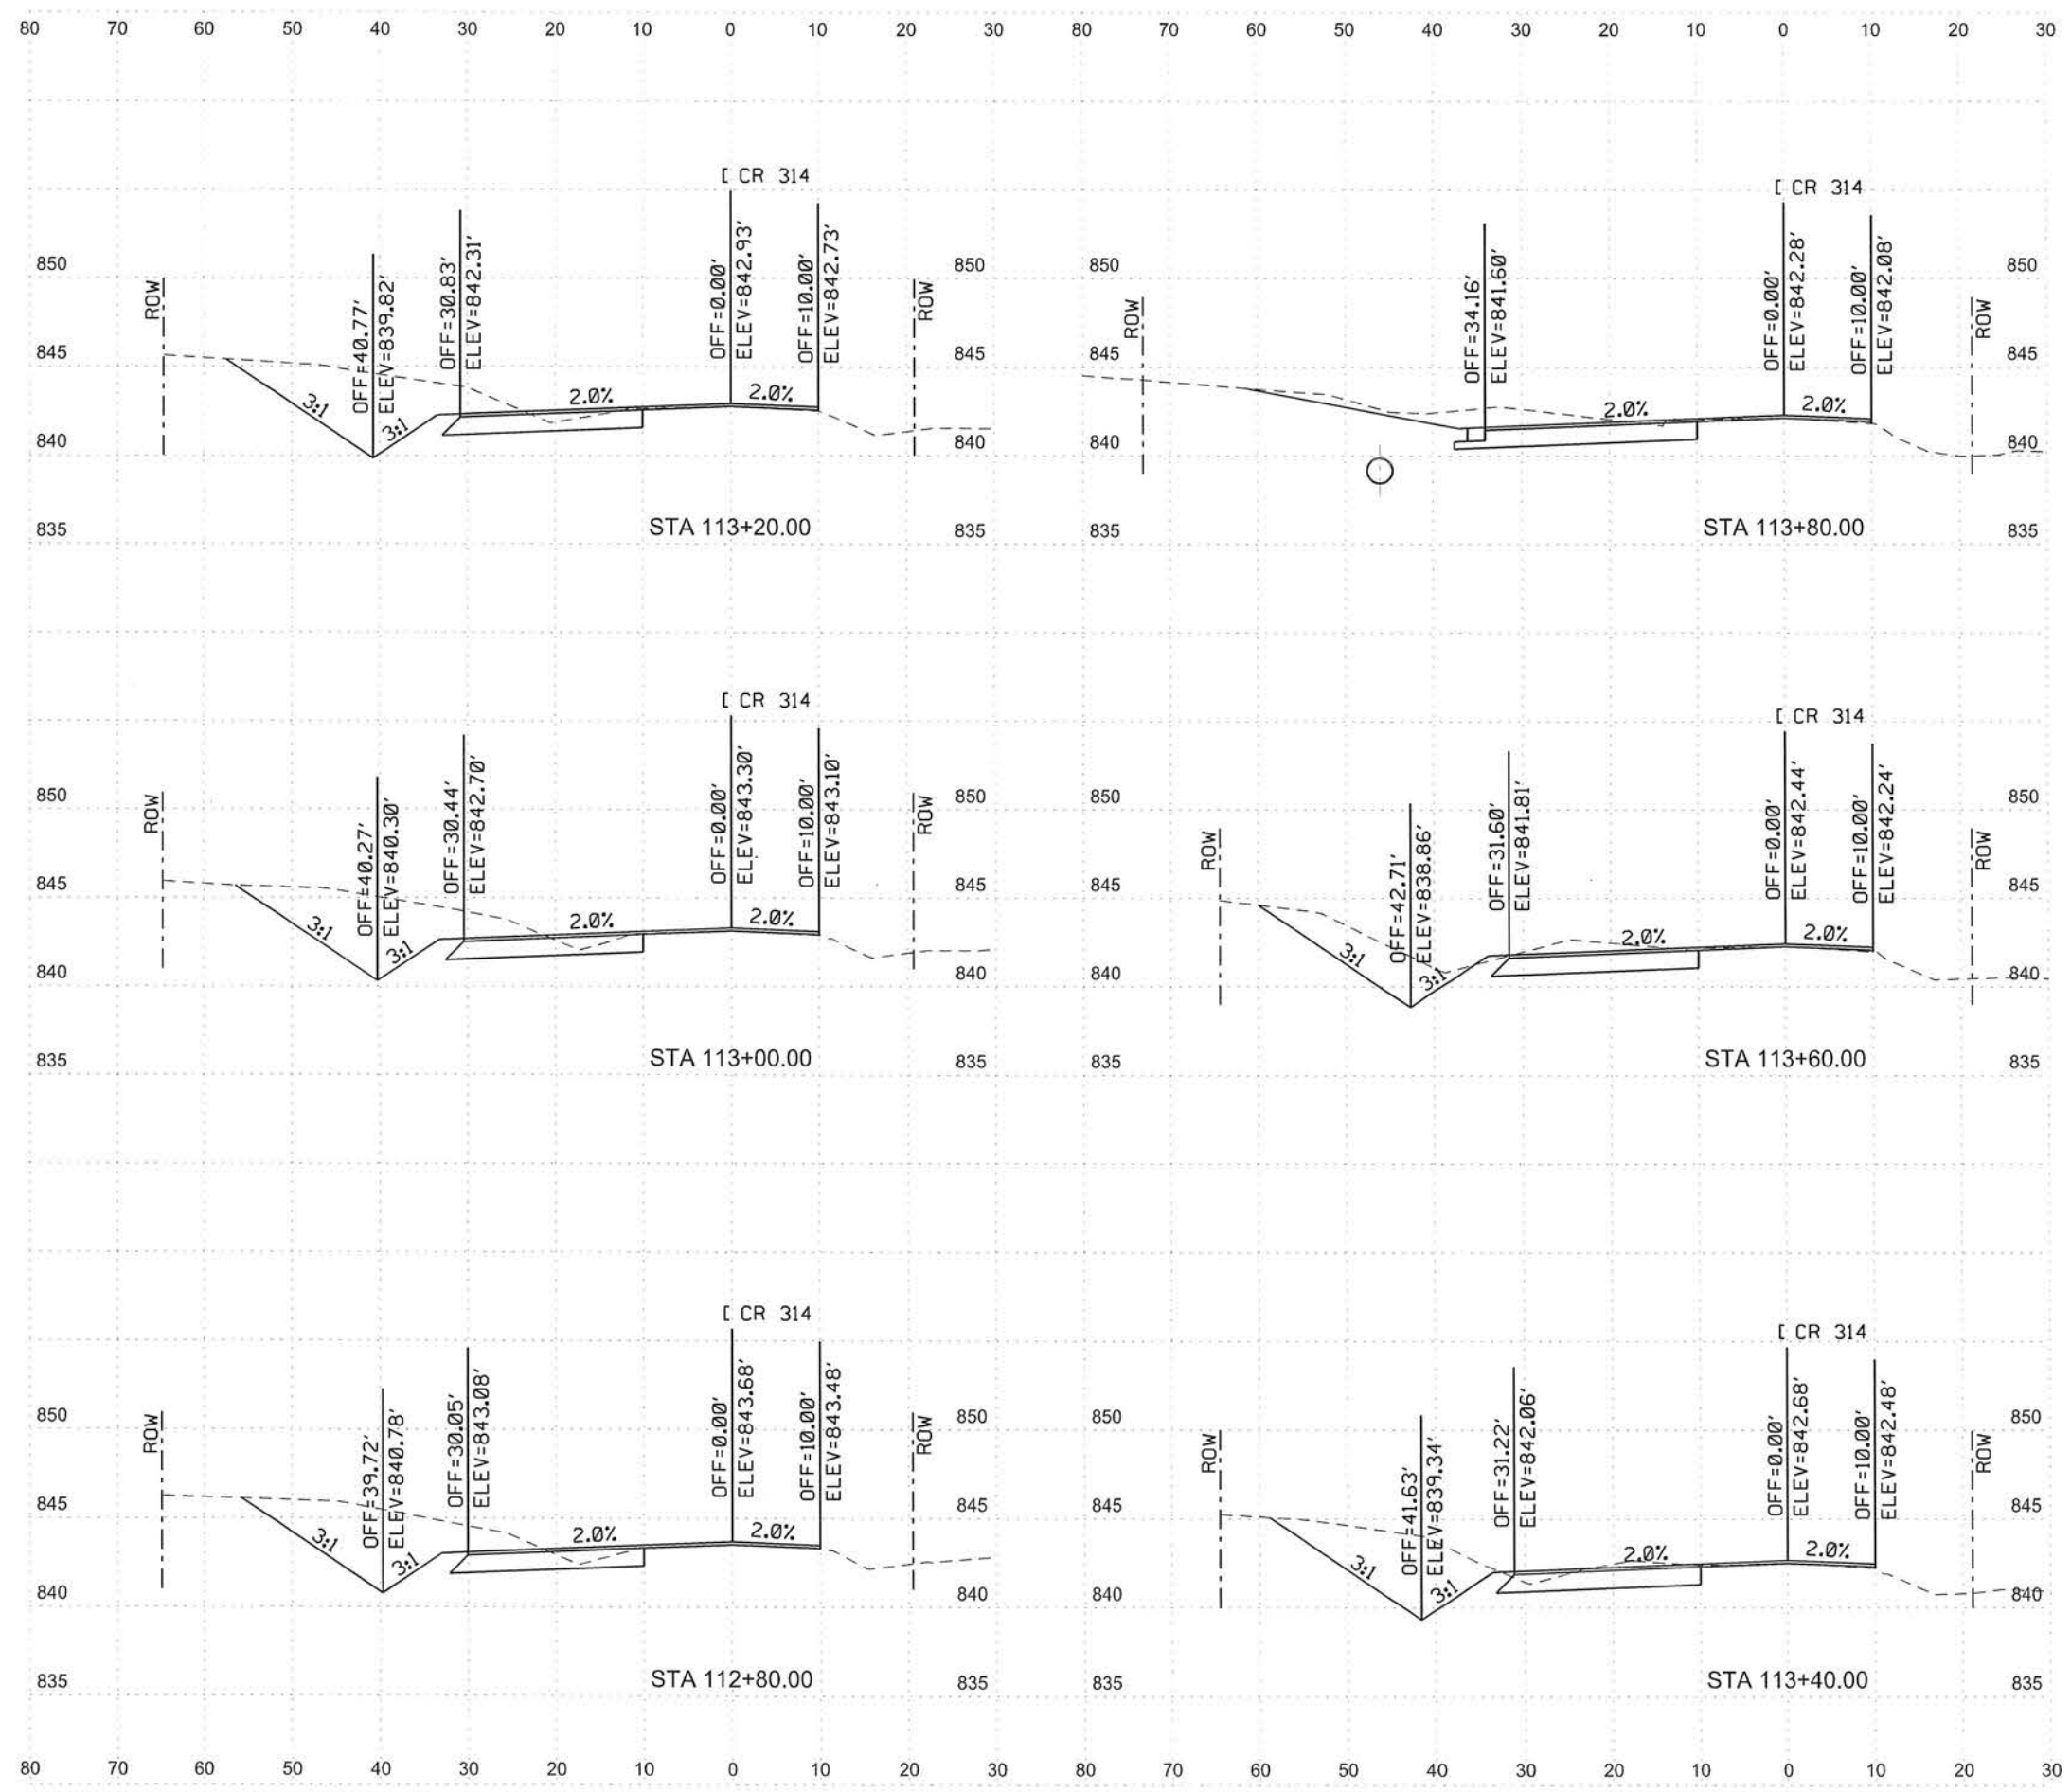 80 70 60 50 40 30 20 10 0 10 20 30 80 70 60 50 40 30 20 10 0 10 20 30
[ CR 314
ROW
OFF=40.77'
ELEV=839.82'
OFF=30.83'
ELEV=842.31'
OFF=0.00'
ELEV=842.93'
OFF=10.00'
ELEV=842.73'
ROW
850
845
840
835
850
845
840
835
3:1
3:1
2.0%
2.0%
STA 113+20.00
[ CR 314
ROW
OFF=34.16'
ELEV=841.60'
OFF=0.00'
ELEV=842.28'
OFF=10.00'
ELEV=842.08'
ROW
850
845
840
835
850
845
840
835
2.0%
2.0%
STA 113+80.00
[ CR 314
ROW
OFF=40.27'
ELEV=840.30'
OFF=30.44'
ELEV=842.70'
OFF=0.00'
ELEV=843.30'
OFF=10.00'
ELEV=843.10'
ROW
850
845
840
835
850
845
840
835
3:1
3:1
2.0%
2.0%
STA 113+00.00
[ CR 314
ROW
OFF=42.71'
ELEV=838.86'
OFF=31.60'
ELEV=841.81'
OFF=0.00'
ELEV=842.44'
OFF=10.00'
ELEV=842.24'
ROW
850
845
840
835
850
845
840
835
3:1
3:1
2.0%
2.0%
STA 113+60.00
[ CR 314
ROW
OFF=39.72'
ELEV=840.78'
OFF=30.05'
ELEV=843.08'
OFF=0.00'
ELEV=843.68'
OFF=10.00'
ELEV=843.48'
ROW
850
845
840
835
850
845
840
835
3:1
3:1
2.0%
2.0%
STA 112+80.00
[ CR 314
ROW
OFF=41.63'
ELEV=839.34'
OFF=31.22'
ELEV=842.06'
OFF=0.00'
ELEV=842.68'
OFF=10.00'
ELEV=842.48'
ROW
850
845
840
835
850
845
840
835
3:1
3:1
2.0%
2.0%
STA 113+40.00
80 70 60 50 40 30 20 10 0 10 20 30 80 60 50 40 30 20 10 0 10 20 30